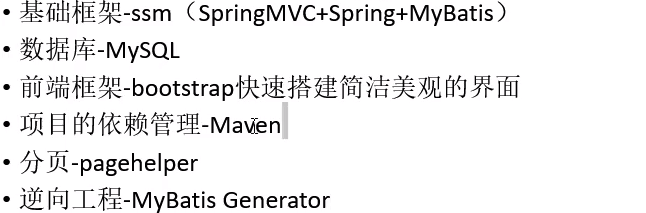 • 基础框架-ssm（SpringMVC+Spring+MyBatis）
• 数据库-MySQL
• 前端框架-bootstrap快速搭建简洁美观的界面
• 项目的依赖管理-Maven
• 分页-pagehelper
• 逆向工程-MyBatis Generator